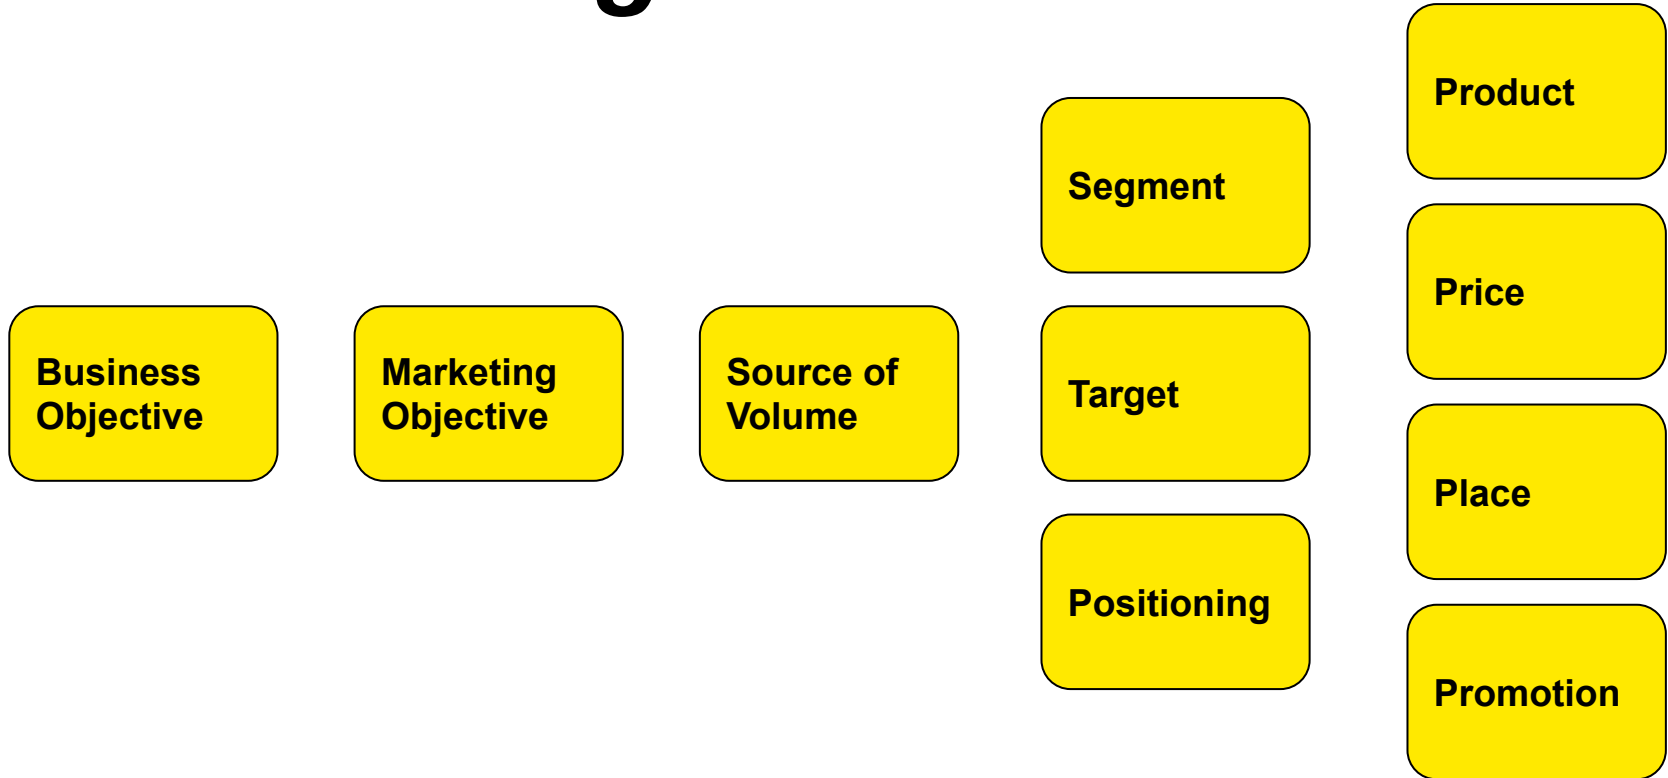 Business
Objective
Marketing
Objective
Source of
Volume
Segment
Target
Positioning
Product
Price
Place
Promotion